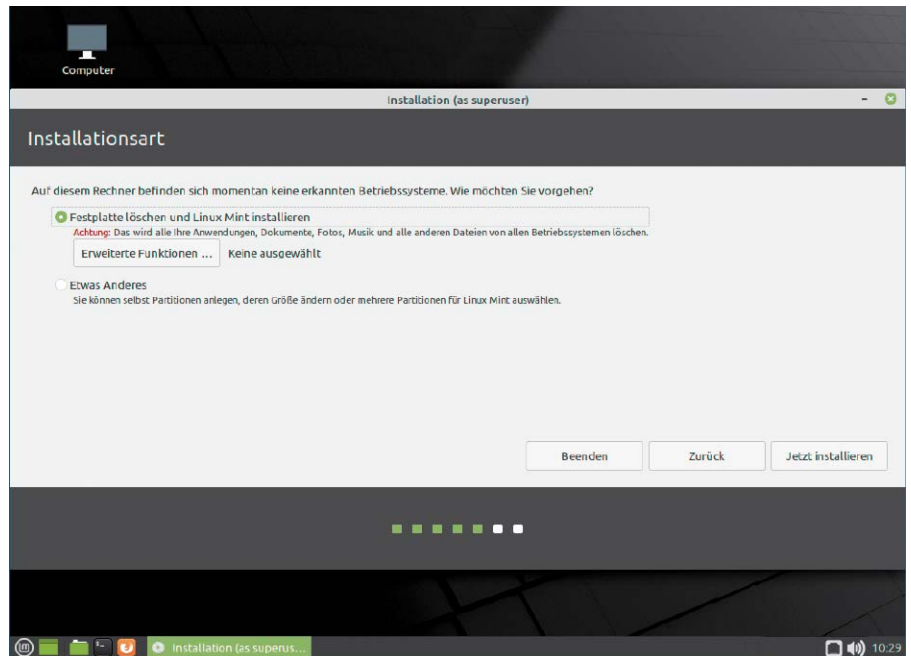 Computer
Installation (as superuser)
Installationsart
Auf diesem Rechner befinden sich momentan keine erkannten Betriebssysteme. Wie möchten Sie vorgehen?
Festplatte löschen und Linux Mint installieren
Achtung: Das wird alle Ihre Anwendungen, Dokumente, Fotos, Musik und alle anderen Dateien von allen Betriebssystemen löschen.
Erweiterte Funktionen ... Keine ausgewählt
Etwas Anderes
Sie können selbst Partitionen anlegen, deren Größe ändern oder mehrere Partitionen für Linux Mint auswählen.
Beenden Zurück Jetzt installieren
Installation (as superus... 10:29